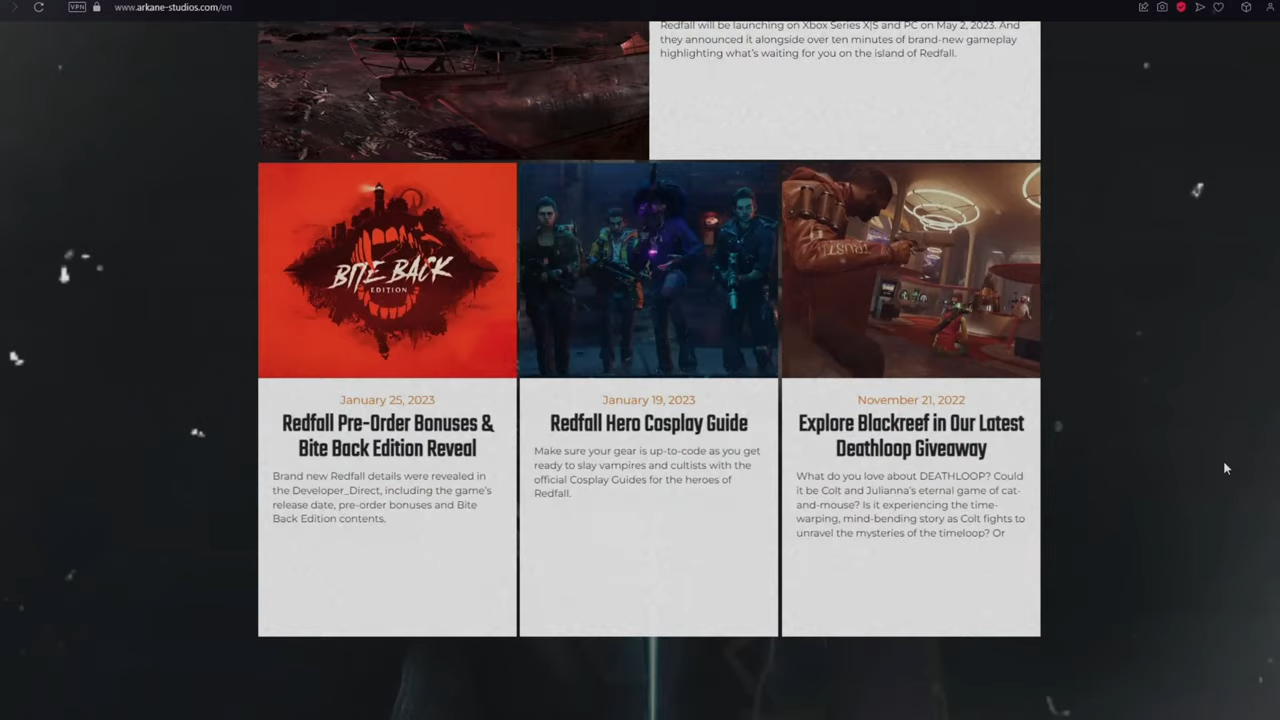 VPN
www.arkane-studios.com/en
Redfall will be launching on Xbox Series X|S and PC on May 2, 2023. And
they announced it alongside over ten minutes of brand-new gameplay
highlighting what's waiting for you on the island of Redfall.
BITE BACK
EDITION
TRUST
January 25, 2023
Redfall Pre-Order Bonuses &
Bite Back Edition Reveal
Brand new Redfall details were revealed in
the Developer_Direct, including the game's
release date, pre-order bonuses and Bite
Back Edition contents.
January 19, 2023
Redfall Hero Cosplay Guide
Make sure your gear is up-to-code as you get
ready to slay vampires and cultists with the
official Cosplay Guides for the heroes of
Redfall.
November 21, 2022
Explore Blackreef in Our Latest
Deathloop Giveaway
What do you love about DEATHLOOP? Could
it be Colt and Julianna's eternal game of cat-
and-mouse? Is it experiencing the time-
warping, mind-bending story as Colt fights to
unravel the mysteries of the timeloop? Or